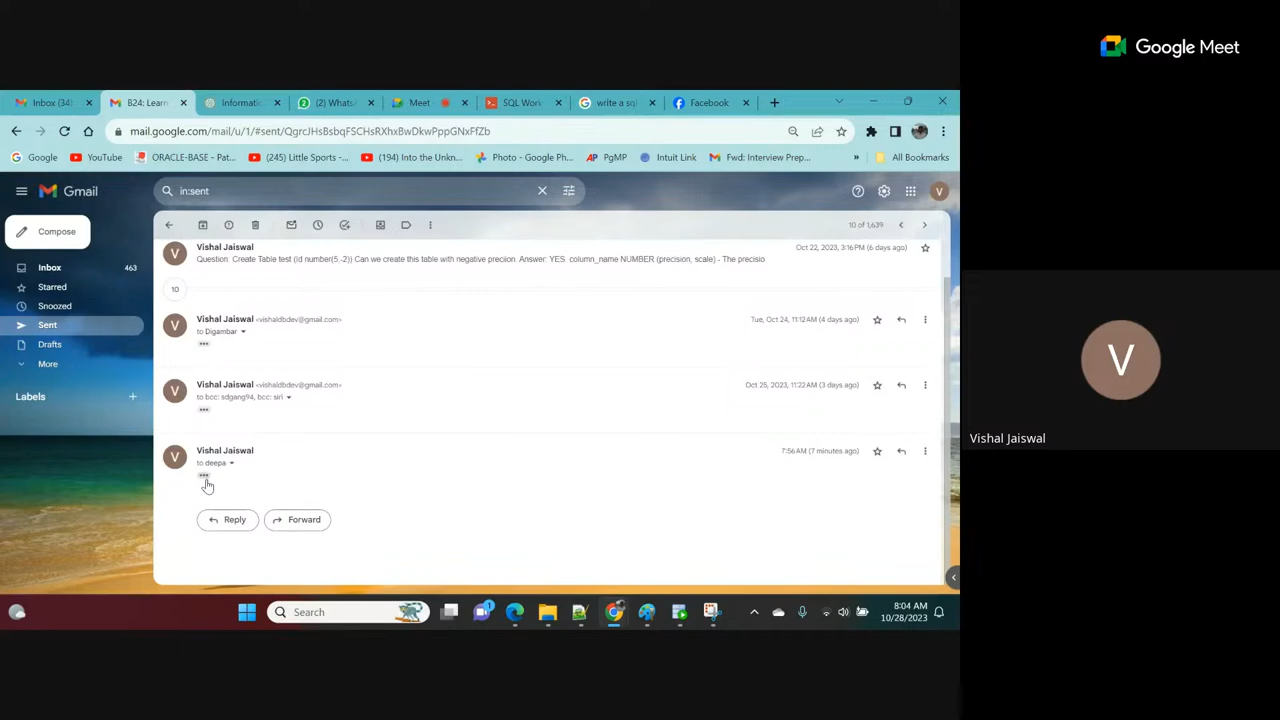 Google Meet
Inbox (34)
B24: Learn
Informatic
(2) Whats
Meet
SQL Wor
write a sq
Facebook
mail.google.com/mail/u/1/#sent/QgrcJHsBsbqFSCHsRXhxBwDkwPppGNxFfZb
Google
YouTube
ORACLE-BASE - Pat...
(245) Little Sports -...
(194) Into the Unkn...
Photo - Google Ph...
PgMP
Intuit Link
Fwd: Interview Prep...
All Bookmarks
Gmail
in:sent
Compose
10 of 1,639
Vishal Jaiswal
Oct 22, 2023, 3:16 PM (6 days ago)
Question: Create Table test (id number(5,-2)) Can we create this table with negative preciion. Answer: YES. column_name NUMBER (precision, scale) - The precisio
Inbox
463
Starred
10
Snoozed
Vishal Jaiswal <vishaldbdev@gmail.com>
Tue, Oct 24, 11:12 AM (4 days ago)
Sent
to Digambar
Drafts
More
Vishal Jaiswal <vishaldbdev@gmail.com>
Oct 25, 2023, 11:22 AM (3 days ago)
Labels
to bcc: sdgang94, bcc: siri
Vishal Jaiswal
7:56 AM (7 minutes ago)
to deepa
Reply
Forward
Search
8:04 AM
10/28/2023
V
Vishal Jaiswal